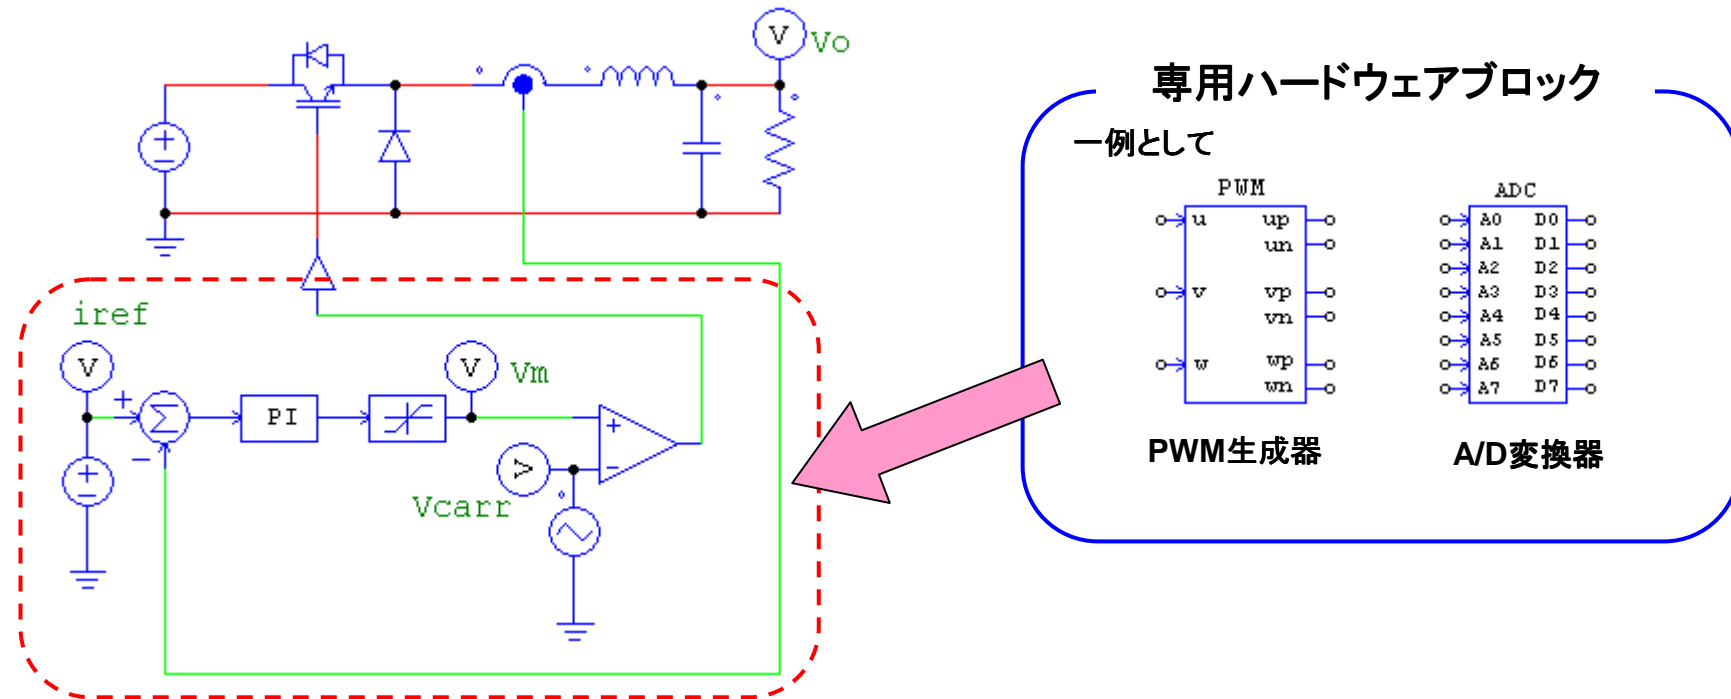 V
Vo
iref
V
V
Vm
+
Σ
−
PI
+
−
V
Vcarr
+
−
+
−
専用ハードウェアブロック
一例として
PWM
u up
un
v vp
vn
w wp
wn
PWM生成器
ADC
A0 D0
A1 D1
A2 D2
A3 D3
A4 D4
A5 D5
A6 D6
A7 D7
A/D変換器